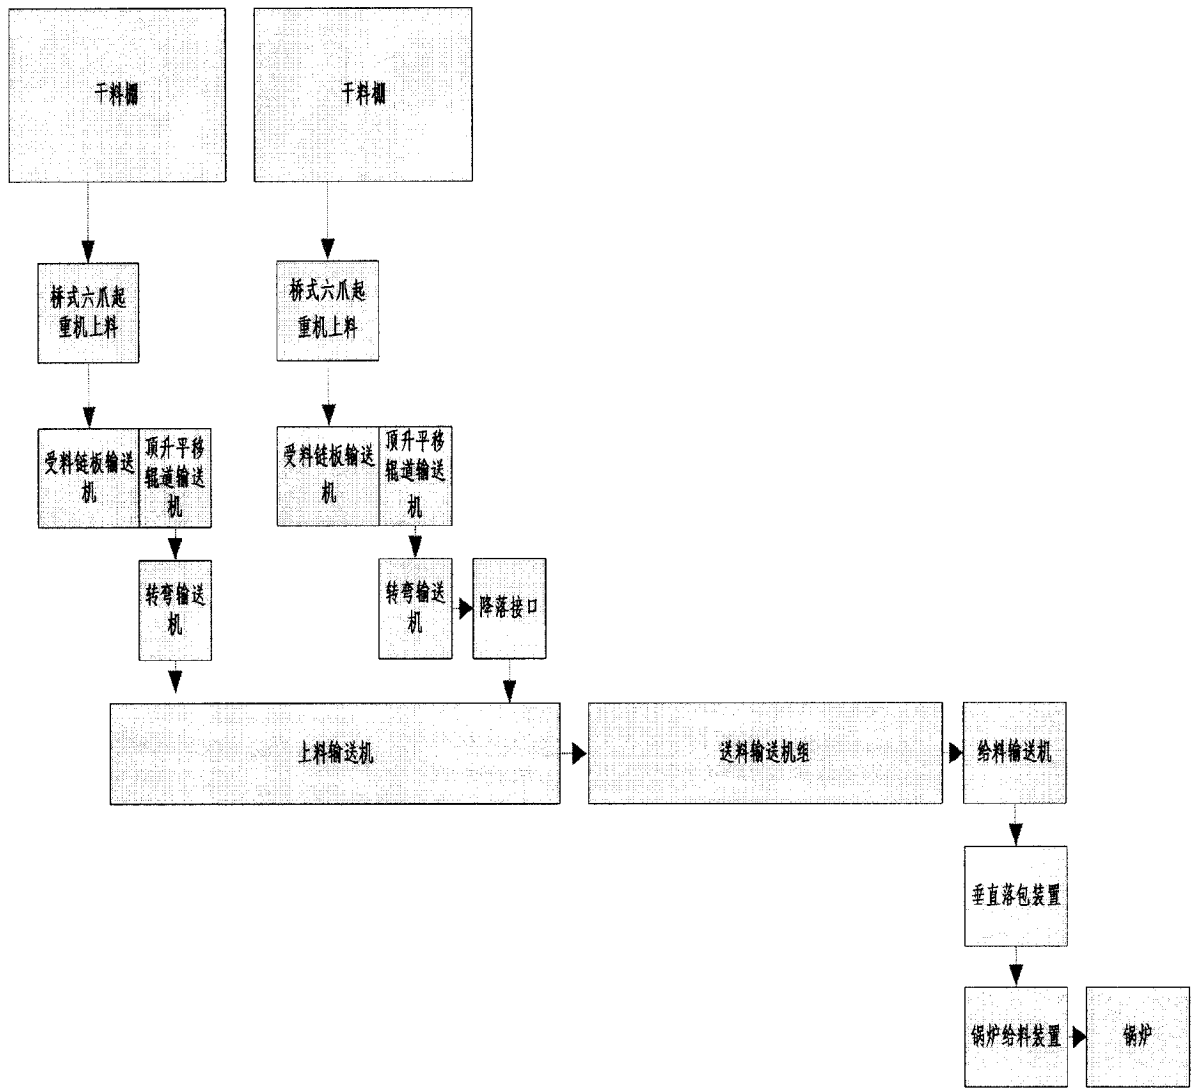 干料棚
干料棚
桥式六爪起
重机上料
桥式六爪起
重机上料
受料链板输送
机
顶升平移
辊道输送
机
受料链板输送
机
顶升平移
辊道输送
机
转弯输送
机
转弯输送
机
降落接口
上料输送机
送料输送机组
给料输送机
垂直落包装置
锅炉给料装置
锅炉